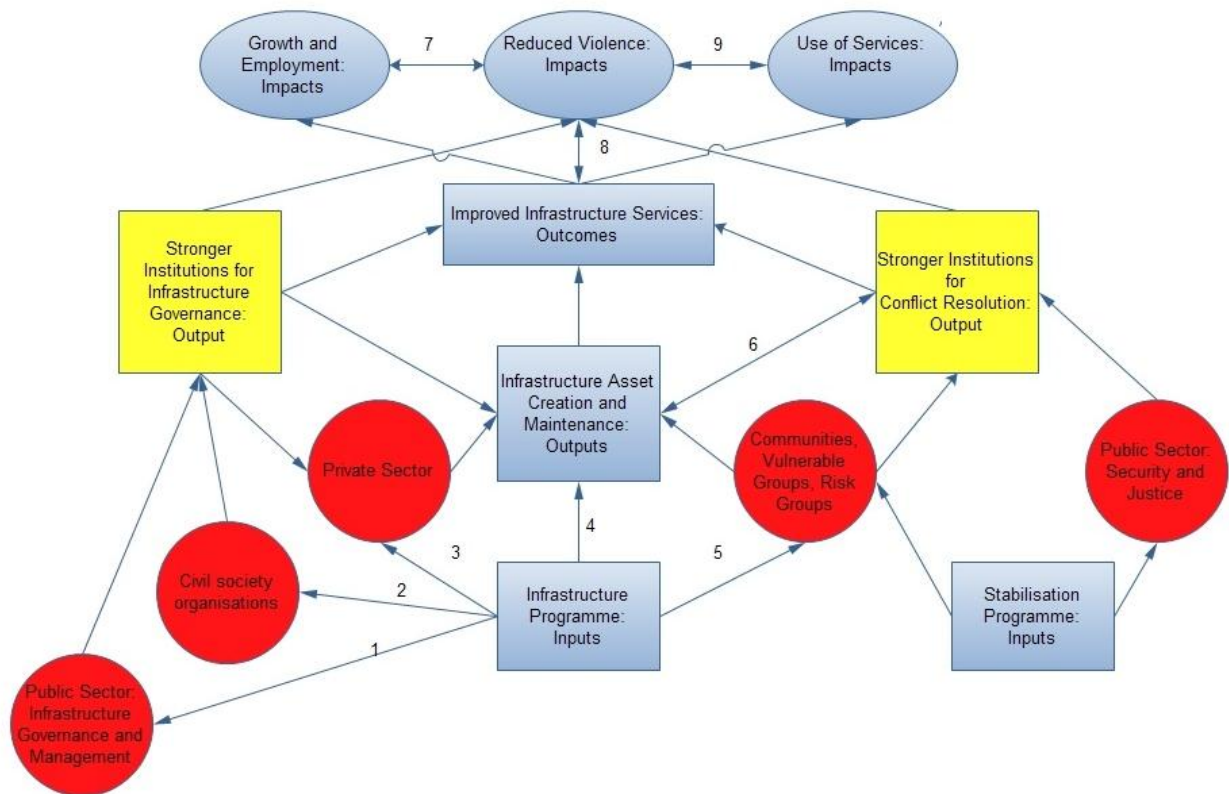 Growth and
Employment:
Impacts
7
Reduced Violence:
Impacts
9
Use of Services:
Impacts
8
Improved Infrastructure Services:
Outcomes
Stronger
Institutions for
Infrastructure
Governance:
Output
Stronger Institutions
for
Conflict Resolution:
Output
6
Infrastructure Asset
Creation and
Maintenance:
Outputs
Private Sector
Communities,
Vulnerable
Groups, Risk
Groups
Public Sector:
Security and
Justice
4
3
5
Civil society
organisations
2
Infrastructure
Programme:
Inputs
Stabilisation
Programme:
Inputs
1
Public Sector:
Infrastructure
Governance and
Management